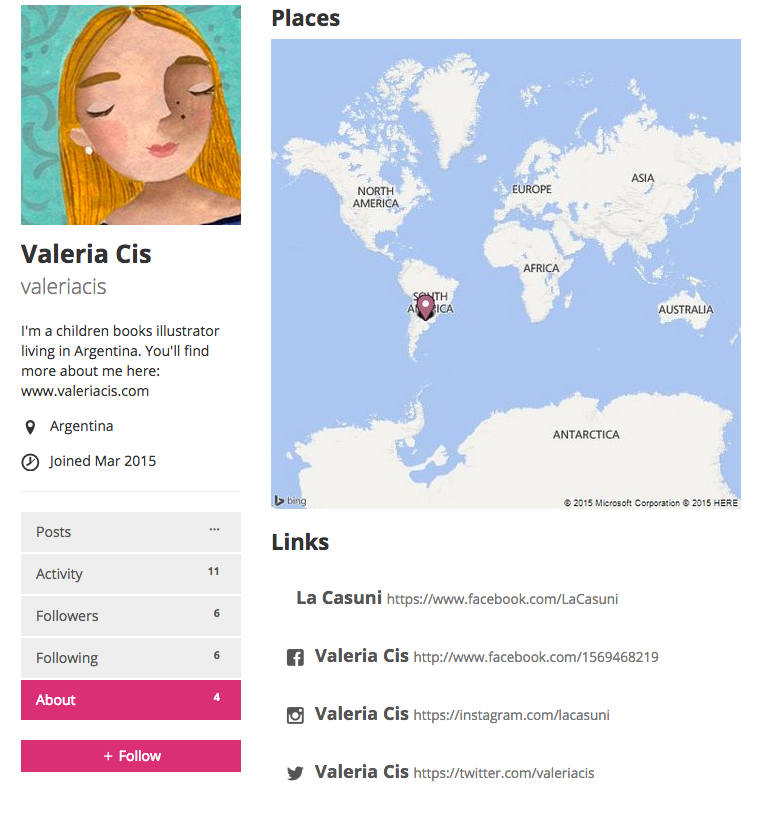 Valeria Cis
valeriacis
I'm a children books illustrator
living in Argentina. You'll find
more about me here:
www.valeriacis.com
Argentina
Joined Mar 2015
Posts ...
Activity 11
Followers 6
Following 6
About 4
+ Follow
Places
NORTH
AMERICA
EUROPE
ASIA
AFRICA
SOUTH
AMERICA
AUSTRALIA
ANTARCTICA
bing
© 2015 Microsoft Corporation © 2015 HERE
Links
La Casuni https://www.facebook.com/LaCasuni
Valeria Cis http://www.facebook.com/1569468219
Valeria Cis https://instagram.com/lacasuni
Valeria Cis https://twitter.com/valeriacis